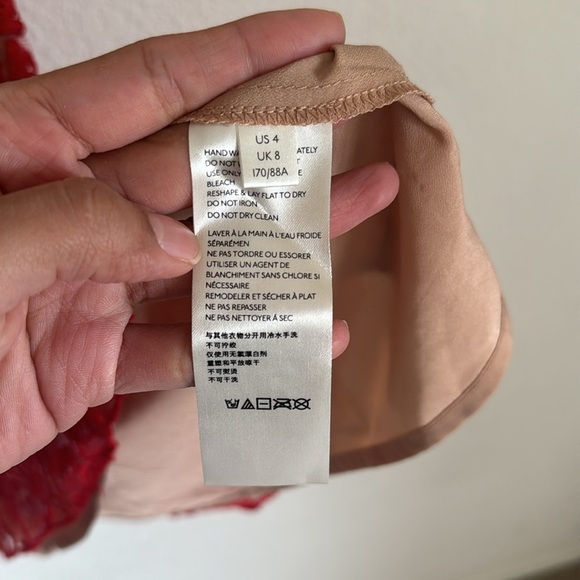 US 4
UK 8
170/88A
HAND ATELY
DO NOT
USE ONLY E
BLEACH
RESHAPE & LAY FLAT TO DRY
DO NOT IRON
DO NOT DRY CLEAN
LAVER À LA MAIN À L'EAU FROIDE
SÉPARÉMEN
NE PAS TORDRE OU ESSORER
UTILISER UN AGENT DE
BLANCHIMENT SANS CHLORE SI
NÉCESSAIRE
REMODELER ET SÉCHER À PLAT
NE PAS REPASSER
NE PAS NETTOYER À SEC
与其他衣物分开用冷水手洗
不可拧绞
仅使用无氯漂白剂
重塑和平放晾干
不可熨烫
不可干洗